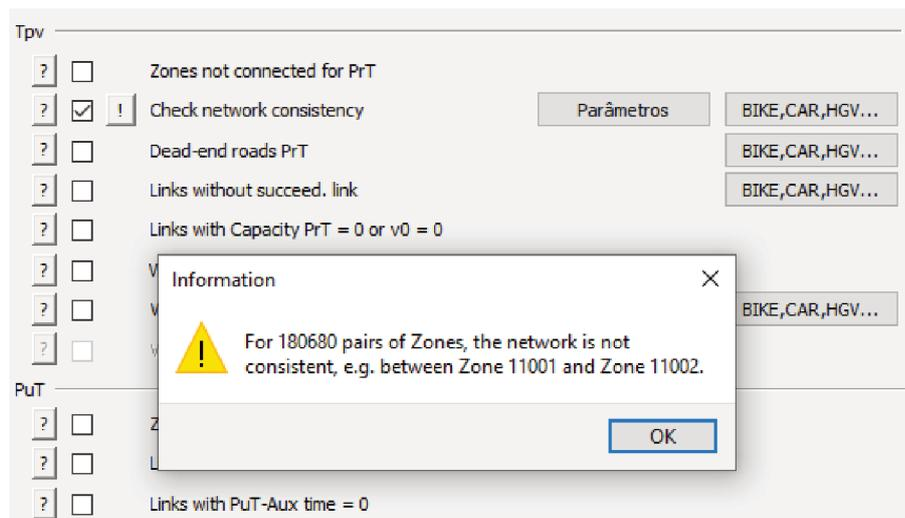 Tpv
? Zones not connected for PrT
? ! Check network consistency Parâmetros BIKE,CAR,HGV...
? Dead-end roads PrT BIKE,CAR,HGV...
? Links without succeed. link BIKE,CAR,HGV...
? Links with Capacity PrT = 0 or v0 = 0
?
? BIKE,CAR,HGV...
?
Information
For 180680 pairs of Zones, the network is not
consistent, e.g. between Zone 11001 and Zone 11002.
OK
PuT
?
?
? Links with PuT-Aux time = 0